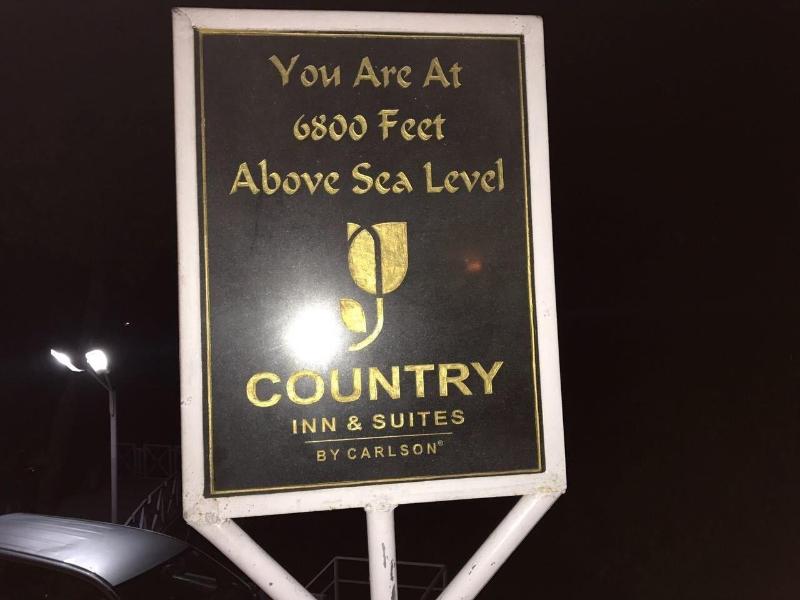 You Are At
6800 Feet
Above Sea Level
COUNTRY
INN & SUITES
BY CARLSON®